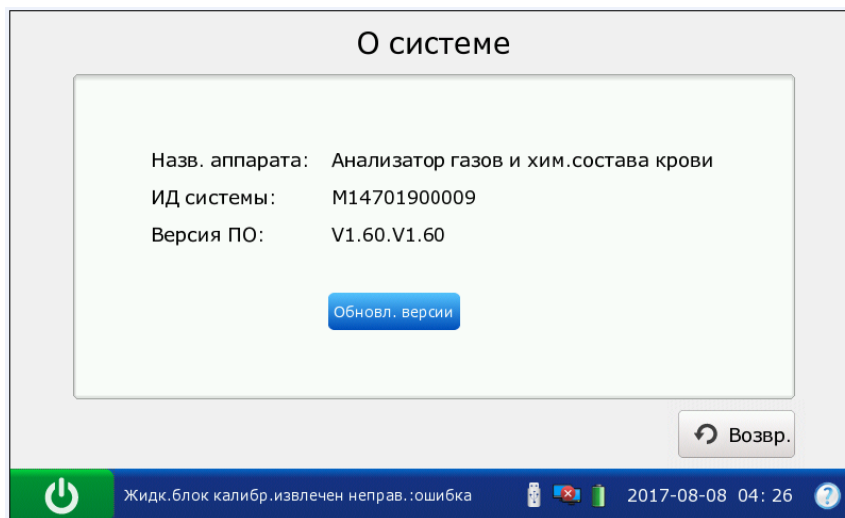 О системе
Назв. аппарата: Анализатор газов и хим.состава крови
ИД системы: M14701900009
Версия ПО: V1.60.V1.60
Обновл. версии
Возвр.
Жидк.блок калибр.извлечен неправ.:ошибка 2017-08-08 04: 26 ?